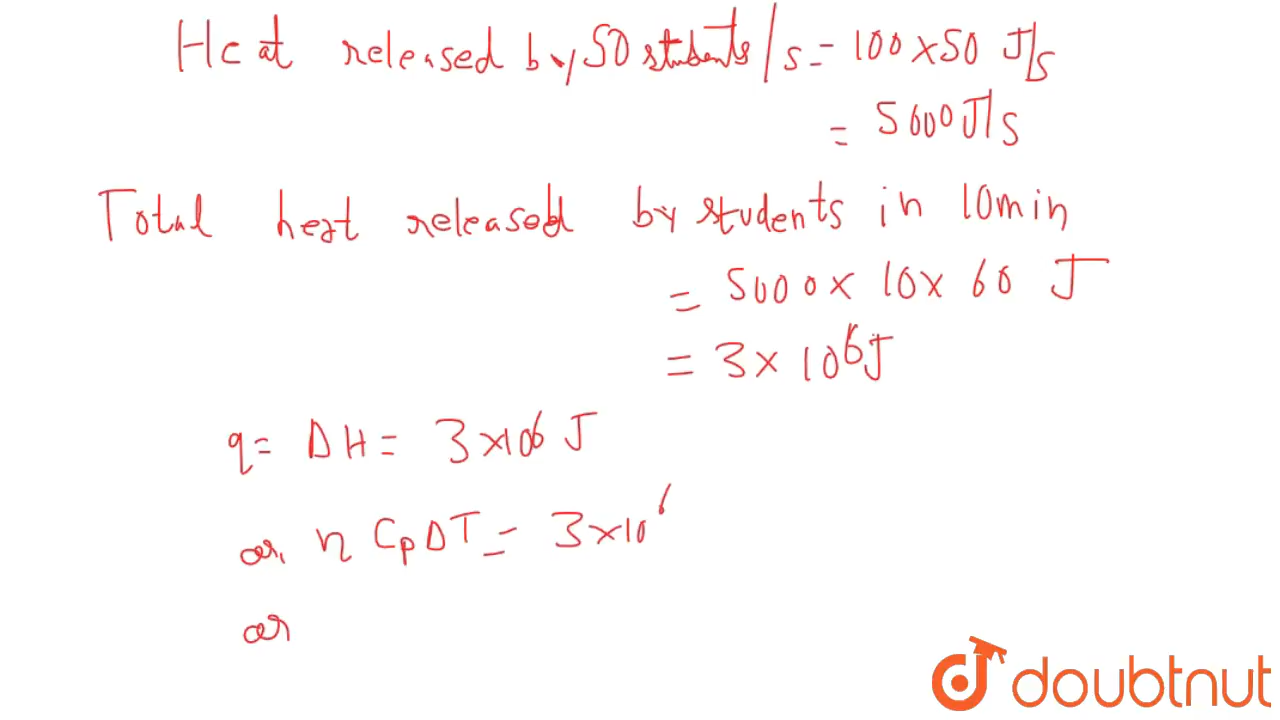 Heat released by 50 students/s = 100 × 50 J/s
= 5000 J/s
Total heat released by students in 10 min
= 5000 × 10 × 60 J
= 3 × 10⁶ J
q = ΔH = 3 × 10⁶ J
or, n CpΔT = 3 × 10⁶
or
doubtnut